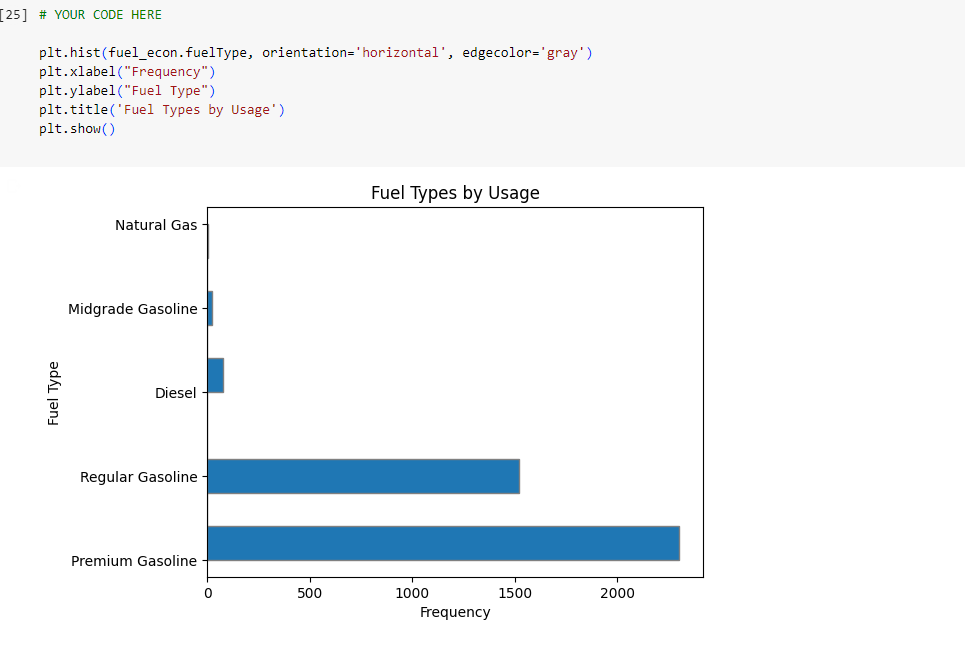 [25] # YOUR CODE HERE
plt.hist(fuel_econ.fuelType, orientation='horizontal', edgecolor='gray')
plt.xlabel("Frequency")
plt.ylabel("Fuel Type")
plt.title('Fuel Types by Usage')
plt.show()
Fuel Types by Usage
Natural Gas
Midgrade Gasoline
Diesel
Regular Gasoline
Premium Gasoline
Fuel Type
0 500 1000 1500 2000
Frequency